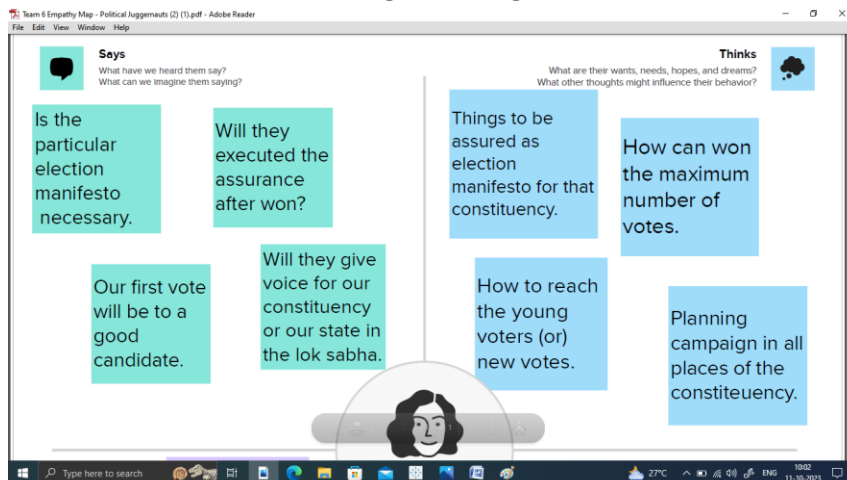 Team 6 Empathy Map - Political Juggernauts (2) (1).pdf - Adobe Reader
File Edit View Window Help
Says
What have we heard them say?
What can we imagine them saying?
Thinks
What are their wants, needs, hopes, and dreams?
What other thoughts might influence their behavior?
Is the
particular
election
manifesto
necessary.
Will they
executed the
assurance
after won?
Our first vote
will be to a
good
candidate.
Will they give
voice for our
constituency
or our state in
the lok sabha.
Things to be
assured as
election
manifesto for that
constituency.
How can won
the maximum
number of
votes.
How to reach
the young
voters (or)
new votes.
Planning
campaign in all
places of the
constiteuency.
Type here to search
27°C
ENG
10:02
11-10-2023